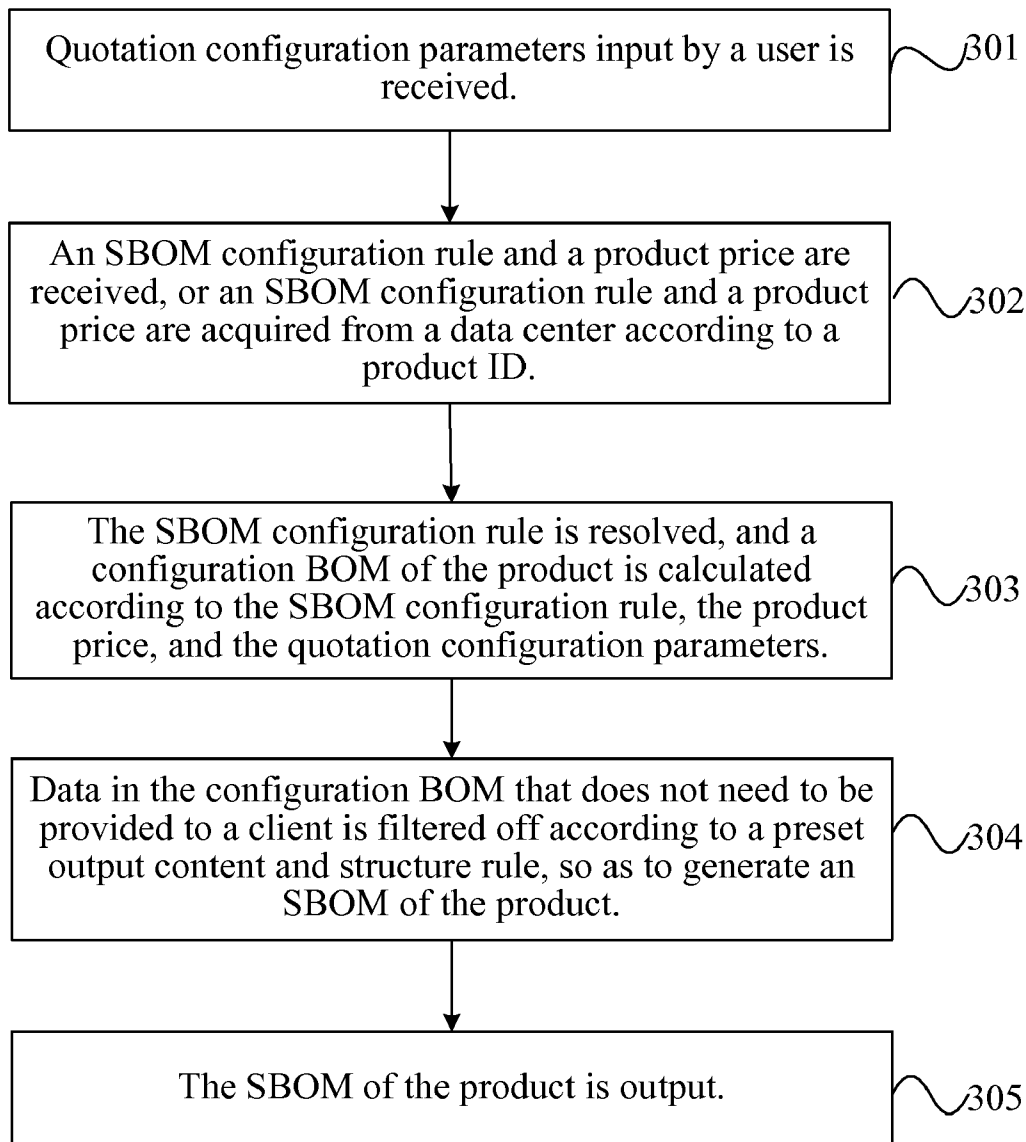 Quotation configuration parameters input by a user is
received.
301
An SBOM configuration rule and a product price are
received, or an SBOM configuration rule and a product
price are acquired from a data center according to a
product ID.
302
The SBOM configuration rule is resolved, and a
configuration BOM of the product is calculated
according to the SBOM configuration rule, the product
price, and the quotation configuration parameters.
303
Data in the configuration BOM that does not need to be
provided to a client is filtered off according to a preset
output content and structure rule, so as to generate an
SBOM of the product.
304
The SBOM of the product is output.
305